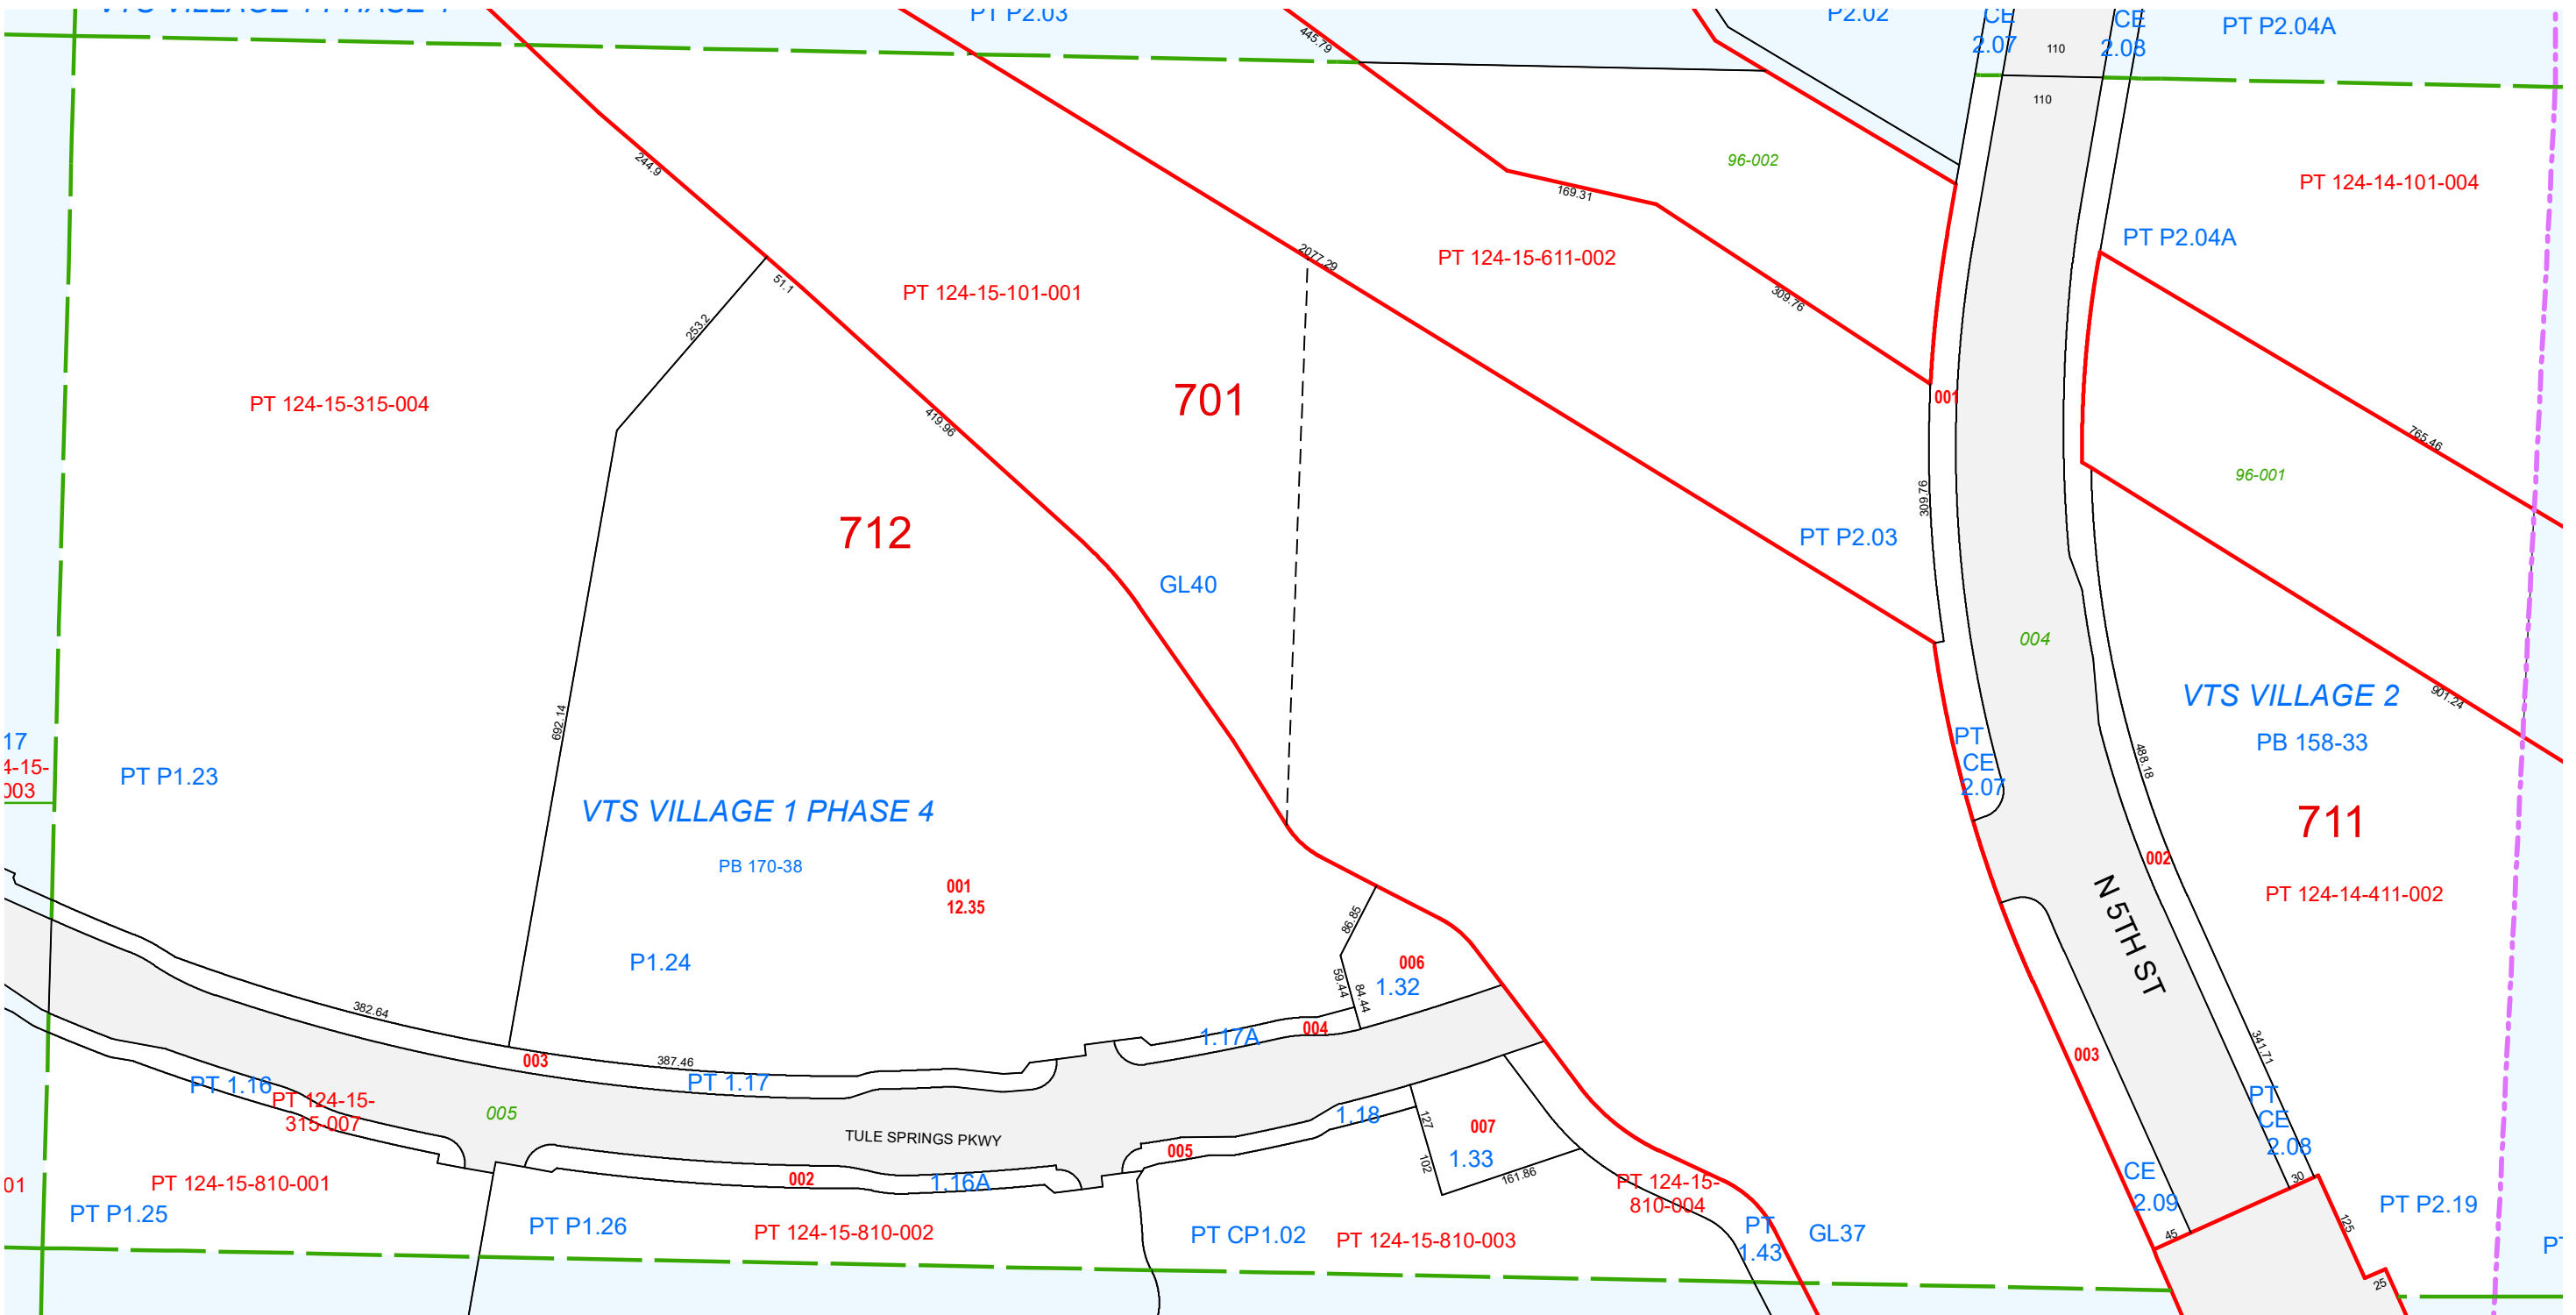 VTS VILLAGE 1 PHASE 4
PT P2.03
445.79
P2.02
CE
2.07
110
CE
2.08
PT P2.04A
110
244.9
96-002
169.31
PT 124-14-101-004
PT P2.04A
2077.29
PT 124-15-611-002
51.1
PT 124-15-101-001
309.76
253.2
PT 124-15-315-004
701
001
419.96
765.46
96-001
309.76
712
PT P2.03
GL40
004
VTS VILLAGE 2
901.24
692.14
17
PT
CE
2.07
PB 158-33
4-15-
003
PT P1.23
488.18
VTS VILLAGE 1 PHASE 4
711
PB 170-38
002
001
12.35
PT 124-14-411-002
86.85
N 5TH ST
P1.24
006
1.32
59.44
84.44
382.64
1.17A
004
341.71
003
387.46
003
PT 1.16
PT 1.17
PT 124-15-
315-007
005
1.18
127
007
PT
CE
2.08
TULE SPRINGS PKWY
005
1.33
102
161.86
01
PT 124-15-810-001
002
1.16A
PT 124-15-
810-004
CE
2.09
30
PT P1.25
PT P1.26
PT 124-15-810-002
PT CP1.02
PT 124-15-810-003
PT
1.43
GL37
45
125
PT P2.19
25